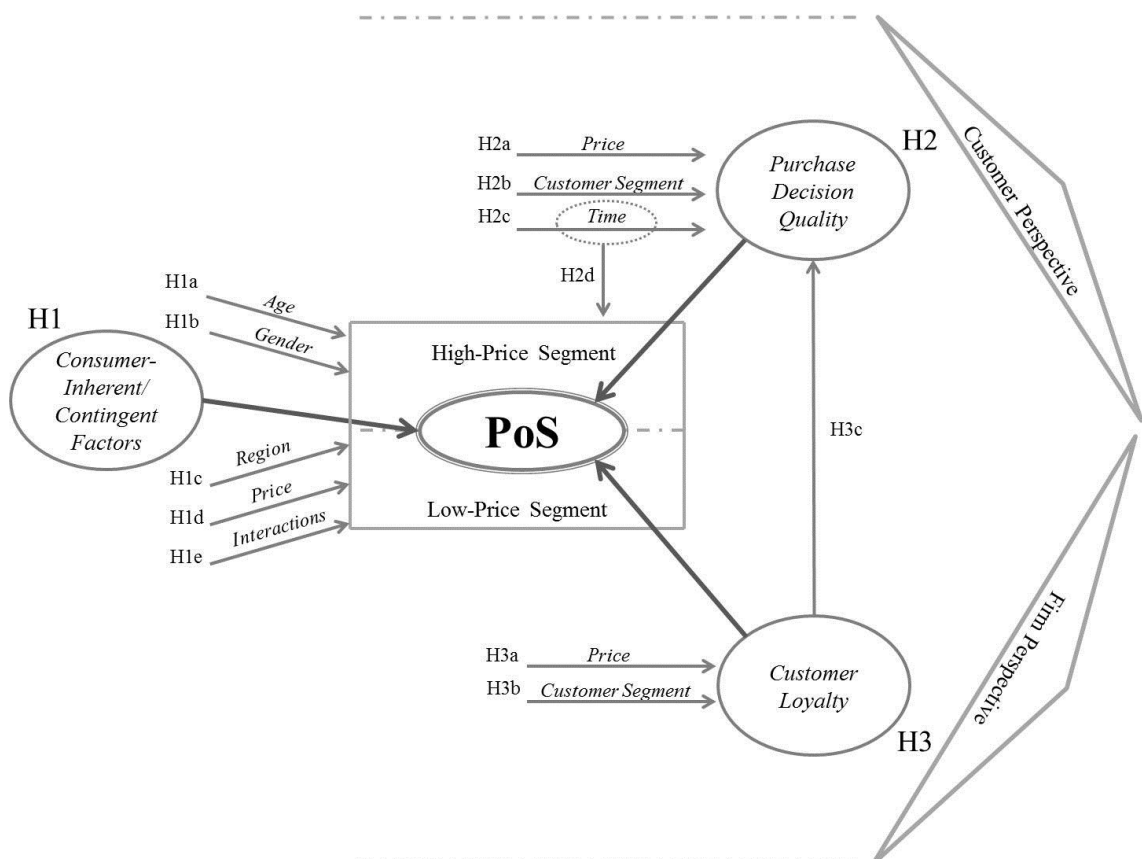 H2
H2a
Price
H2b
Customer Segment
H2c
Time
H2d
Purchase
Decision
Quality
Customer Perspective
H1
H1a
Age
H1b
Gender
Consumer-
Inherent/
Contingent
Factors
High-Price Segment
PoS
Low-Price Segment
H1c
Region
H1d
Price
H1e
Interactions
H3c
H3a
Price
H3b
Customer Segment
Customer
Loyalty
H3
Firm Perspective